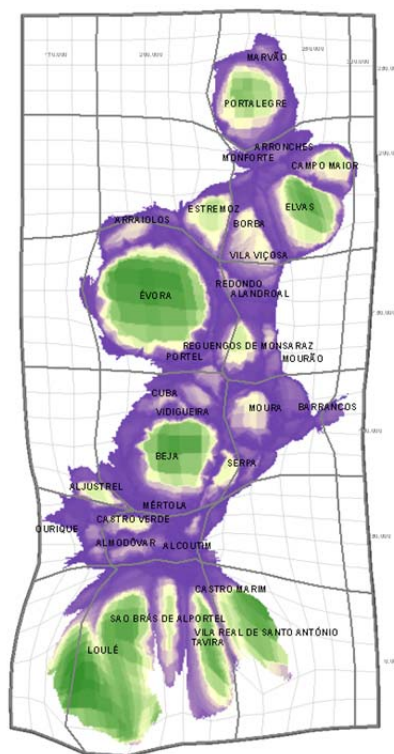 MARVÃO
PORTALEGRE
ARRONCHES
MONFORTE
CAMPO MAIOR
ESTREMOZ
ELVAS
ARRAIOLOS
BORBA
VILA VIÇOSA
REDONDO
ÉVORA
ALANDROAL
REGUENGOS DE MONSARAZ
PORTEL
MOURÃO
CUBA
VIDIGUEIRA
MOURA
BARRANCOS
BEJA
SERPA
ALJUSTREL
MÉRTOLA
OURIQUE
CASTRO VERDE
ALMODÔVAR
ALCOUTIM
CASTRO MARIM
SAO BRÁS DE ALPORTEL
VILA REAL DE SANTO ANTÓNIO
TAVIRA
LOULÉ